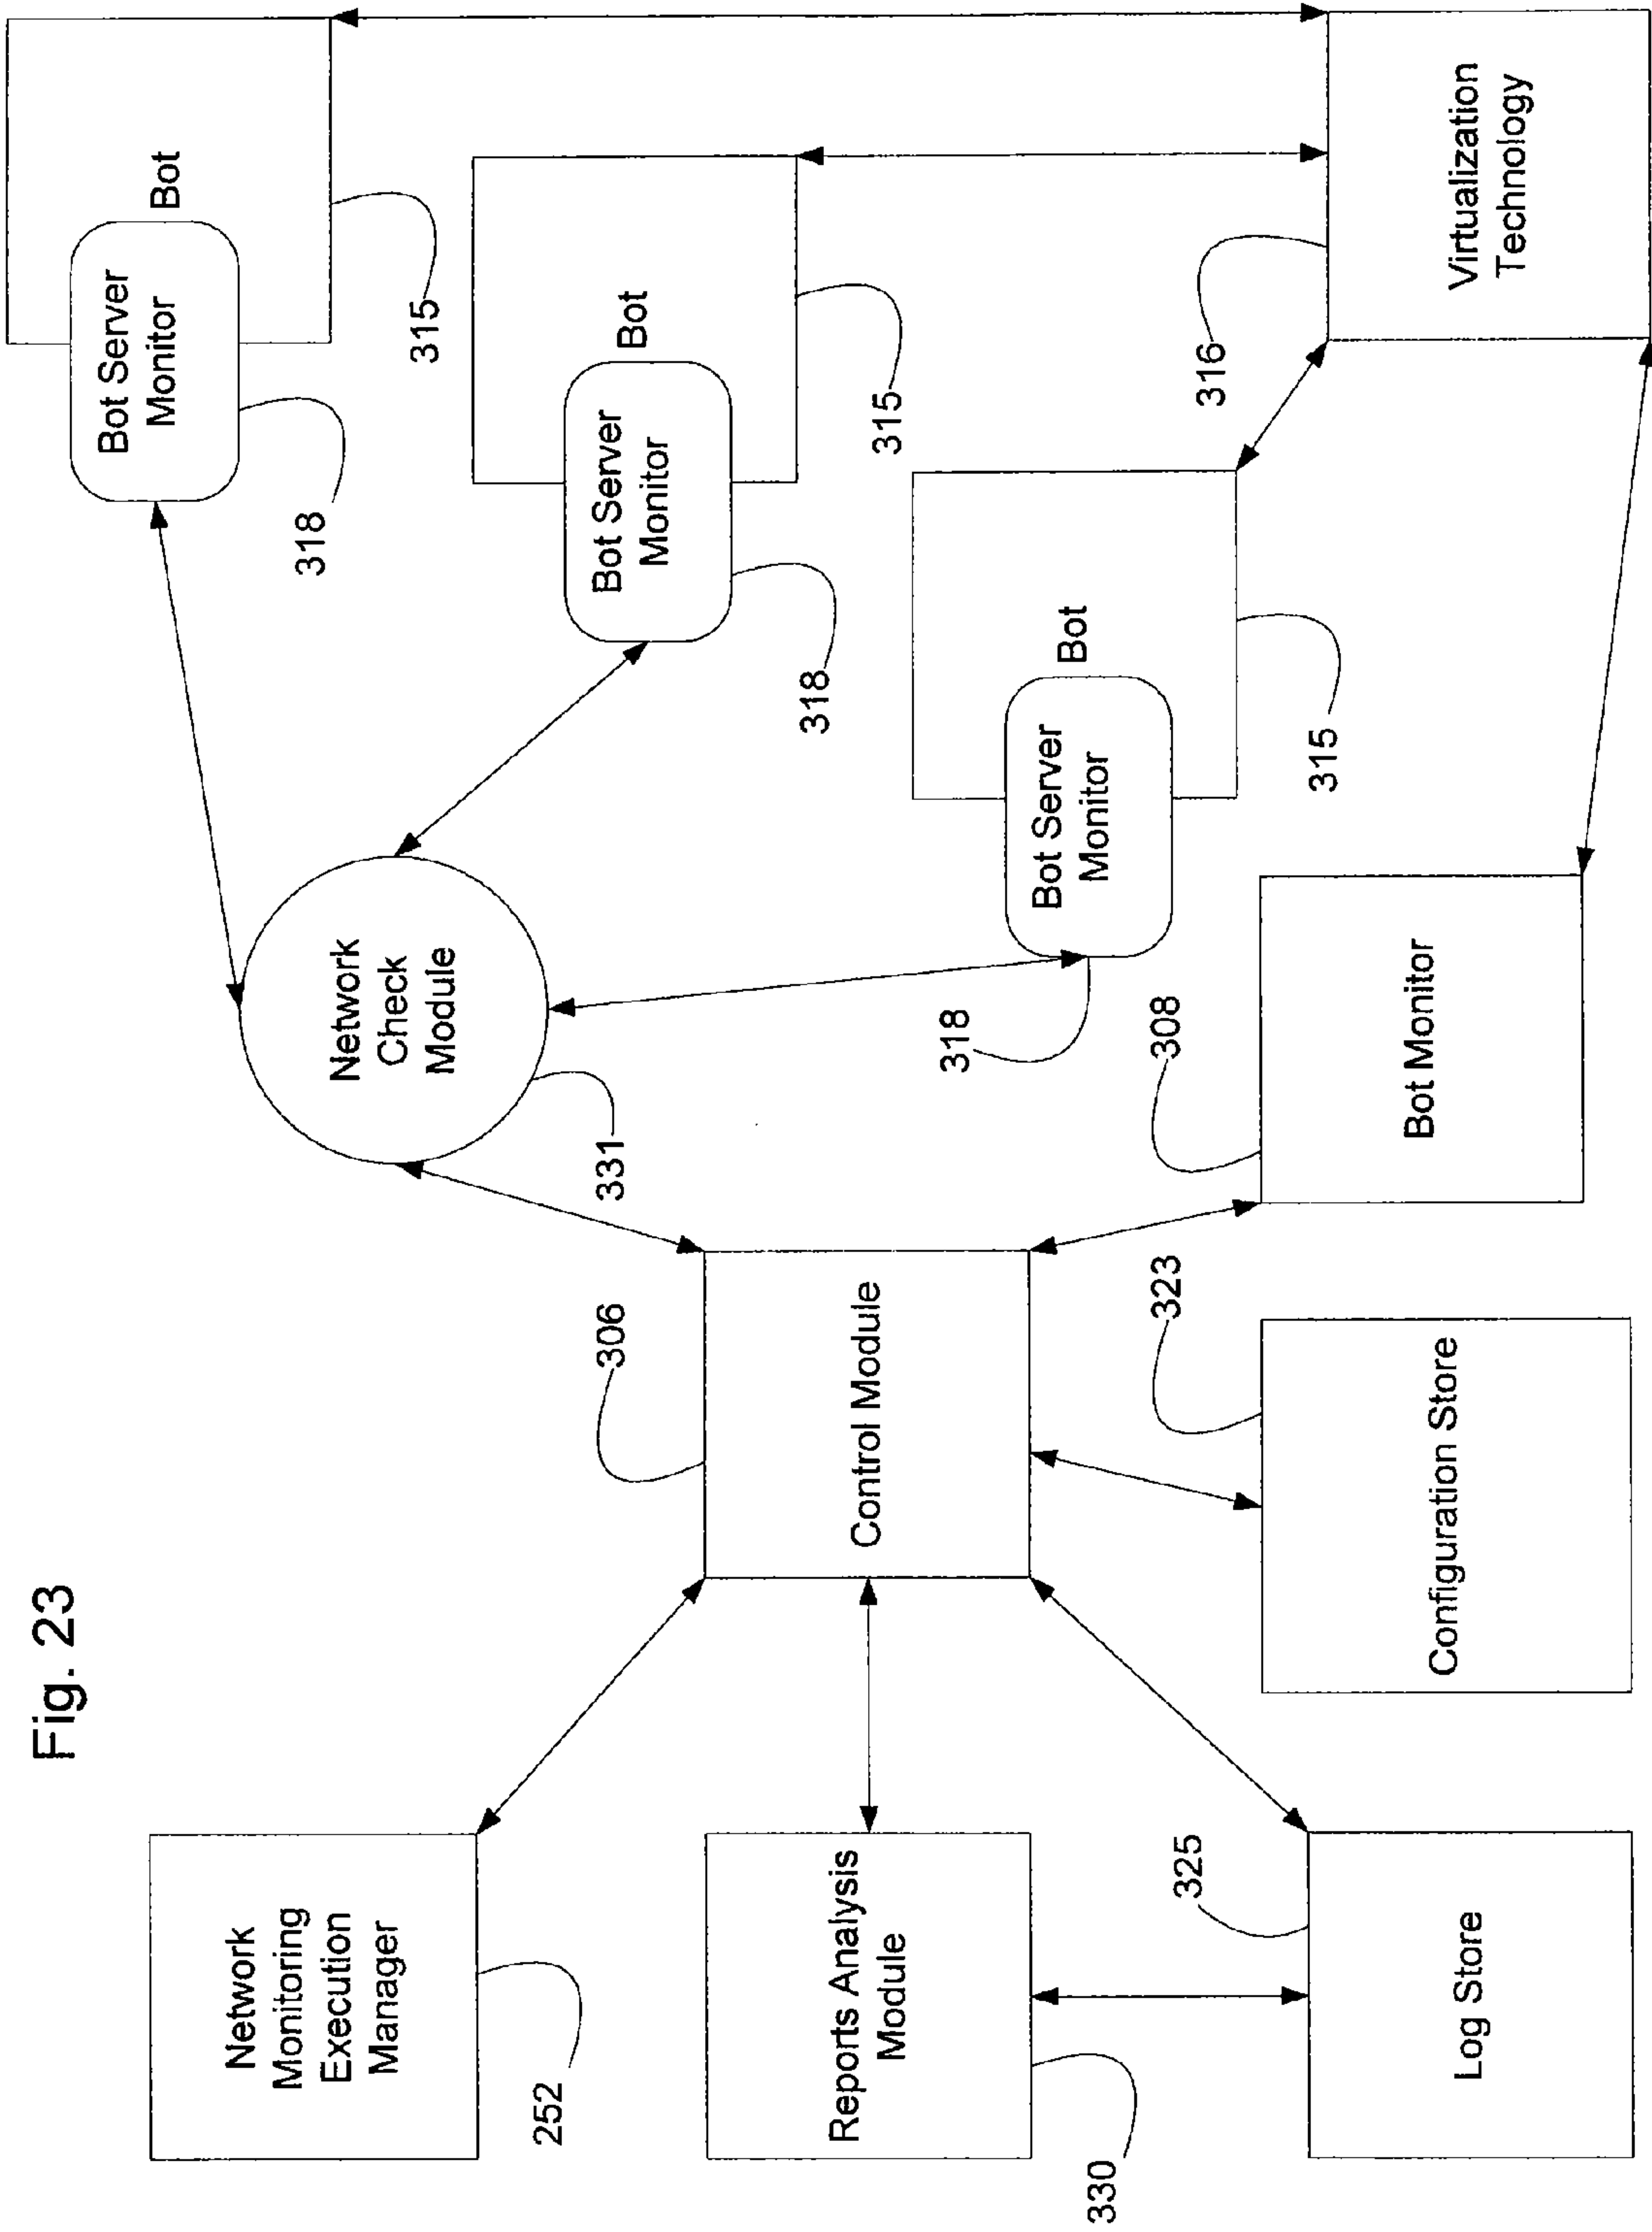 Fig. 23
Network
Monitoring
Execution
Manager
252
Reports Analysis
Module
330
Log Store
325
Control Module
306
Configuration Store
323
Network
Check
Module
331
Bot Monitor
308
Bot Server
Monitor
Bot
318
315
Bot Server
Monitor
Bot
318
315
Bot Server
Monitor
Bot
318
315
Virtualization
Technology
316